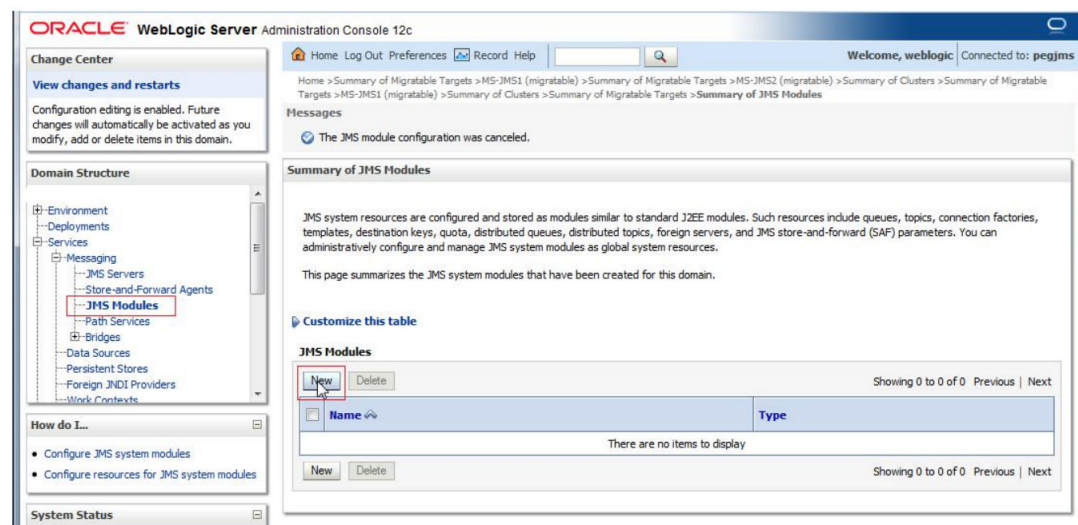 ORACLE WebLogic Server Administration Console 12c
Change Center
View changes and restarts
Configuration editing is enabled. Future
changes will automatically be activated as you
modify, add or delete items in this domain.
Domain Structure
Environment
Deployments
Services
Messaging
JMS Servers
Store-and-Forward Agents
JMS Modules
Path Services
Bridges
Data Sources
Persistent Stores
Foreign JNDI Providers
Work Contexts
How do I...
Configure JMS system modules
Configure resources for JMS system modules
System Status
Home Log Out Preferences Record Help
Welcome, weblogic Connected to: pegjms
Home >Summary of Migratable Targets >MS-JMS1 (migratable) >Summary of Migratable Targets >MS-JMS2 (migratable) >Summary of Clusters >Summary of Migratable
Targets >MS-JMS1 (migratable) >Summary of Clusters >Summary of Migratable Targets >Summary of JMS Modules
Messages
The JMS module configuration was canceled.
Summary of JMS Modules
JMS system resources are configured and stored as modules similar to standard J2EE modules. Such resources include queues, topics, connection factories,
templates, destination keys, quota, distributed queues, distributed topics, foreign servers, and JMS store-and-forward (SAF) parameters. You can
administratively configure and manage JMS system modules as global system resources.
This page summarizes the JMS system modules that have been created for this domain.
Customize this table
JMS Modules
New Delete Showing 0 to 0 of 0 Previous | Next
Name Type
There are no items to display
New Delete Showing 0 to 0 of 0 Previous | Next